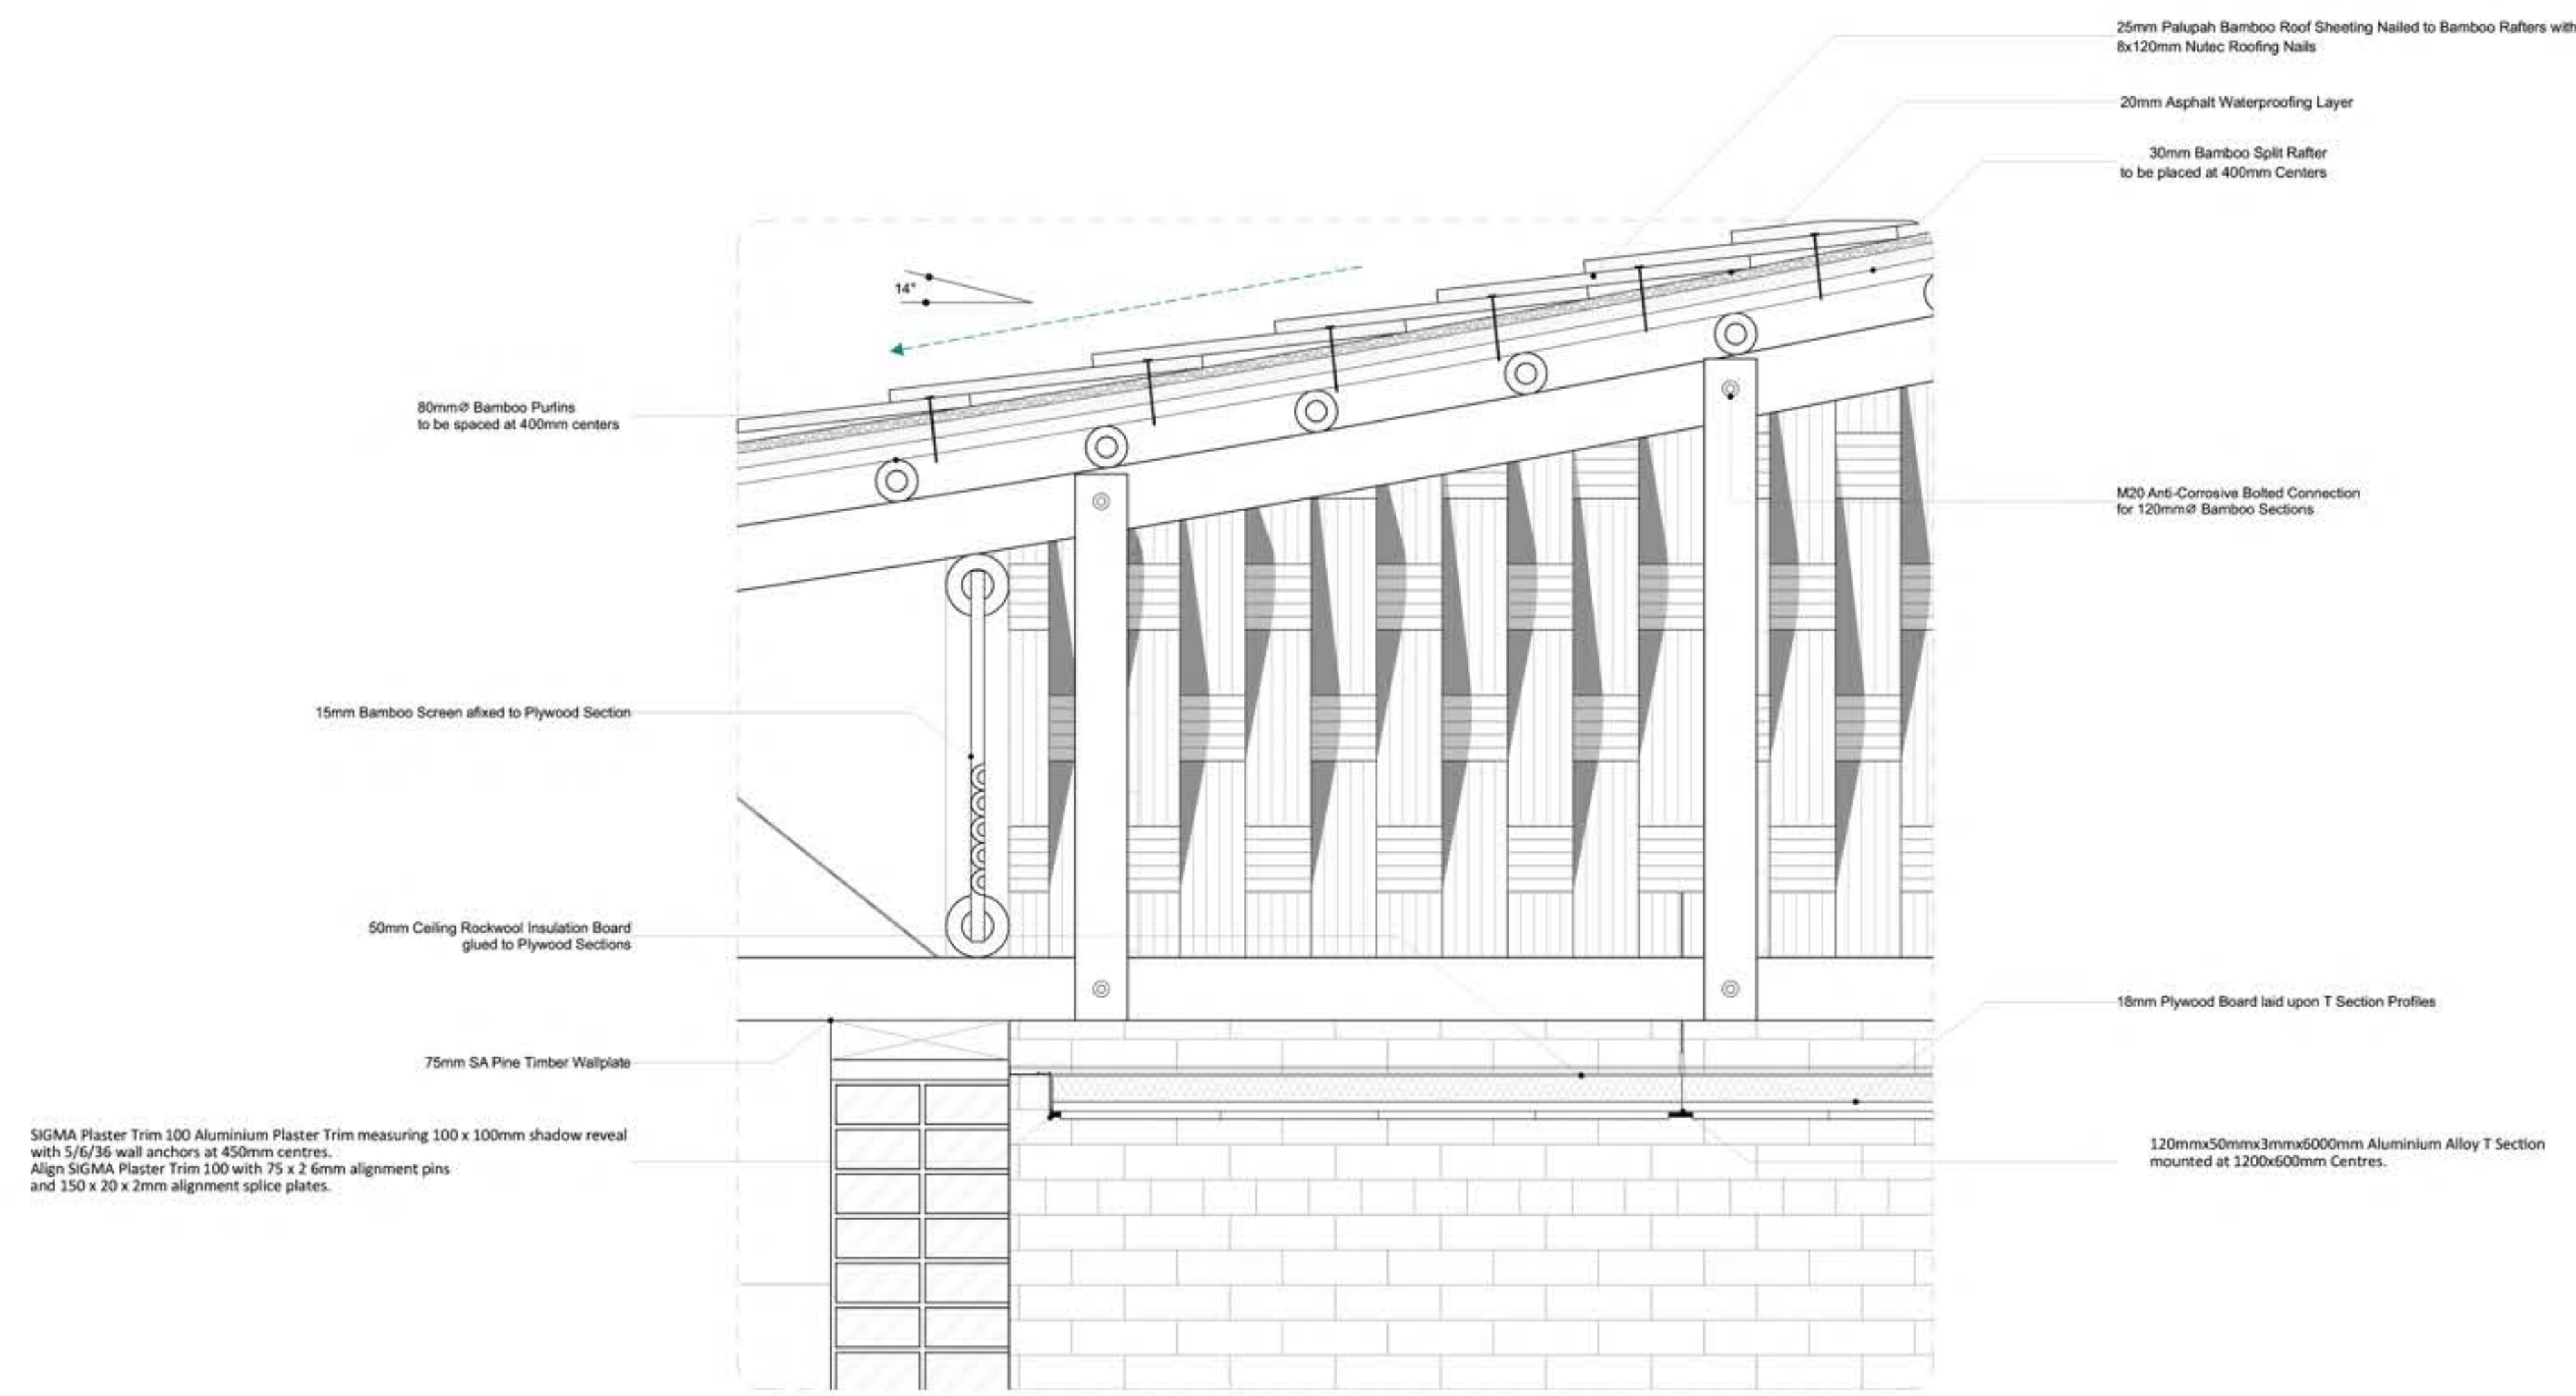 25mm Palupah Bamboo Roof Sheeting Nailed to Bamboo Rafters with
8x120mm Nutec Roofing Nails
20mm Asphalt Waterproofing Layer
30mm Bamboo Split Rafter
to be placed at 400mm Centers
14°
80mmØ Bamboo Purlins
to be spaced at 400mm centers
M20 Anti-Corrosive Bolted Connection
for 120mmØ Bamboo Sections
15mm Bamboo Screen afixed to Plywood Section
50mm Ceiling Rockwool Insulation Board
glued to Plywood Sections
18mm Plywood Board laid upon T Section Profiles
75mm SA Pine Timber Wallplate
SIGMA Plaster Trim 100 Aluminium Plaster Trim measuring 100 x 100mm shadow reveal
with 5/6/36 wall anchors at 450mm centres.
Align SIGMA Plaster Trim 100 with 75 x 2 6mm alignment pins
and 150 x 20 x 2mm alignment splice plates.
120mmx50mmx3mmx6000mm Aluminium Alloy T Section
mounted at 1200x600mm Centres.